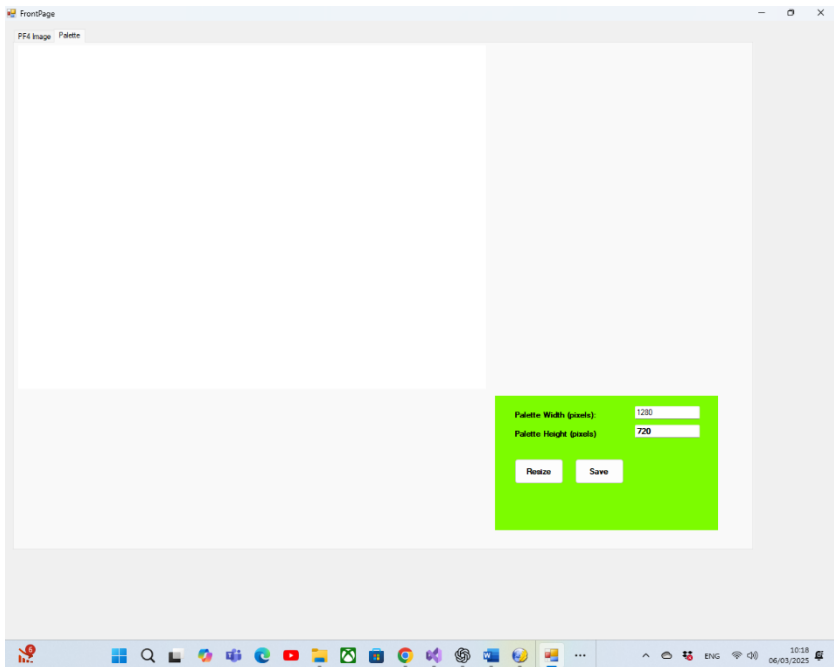 FrontPage
PF4 Image Palette
Palette Width (pixels): 1280
Palette Height (pixels) 720
Resize Save
6
W
ENG 10:18
06/03/2025